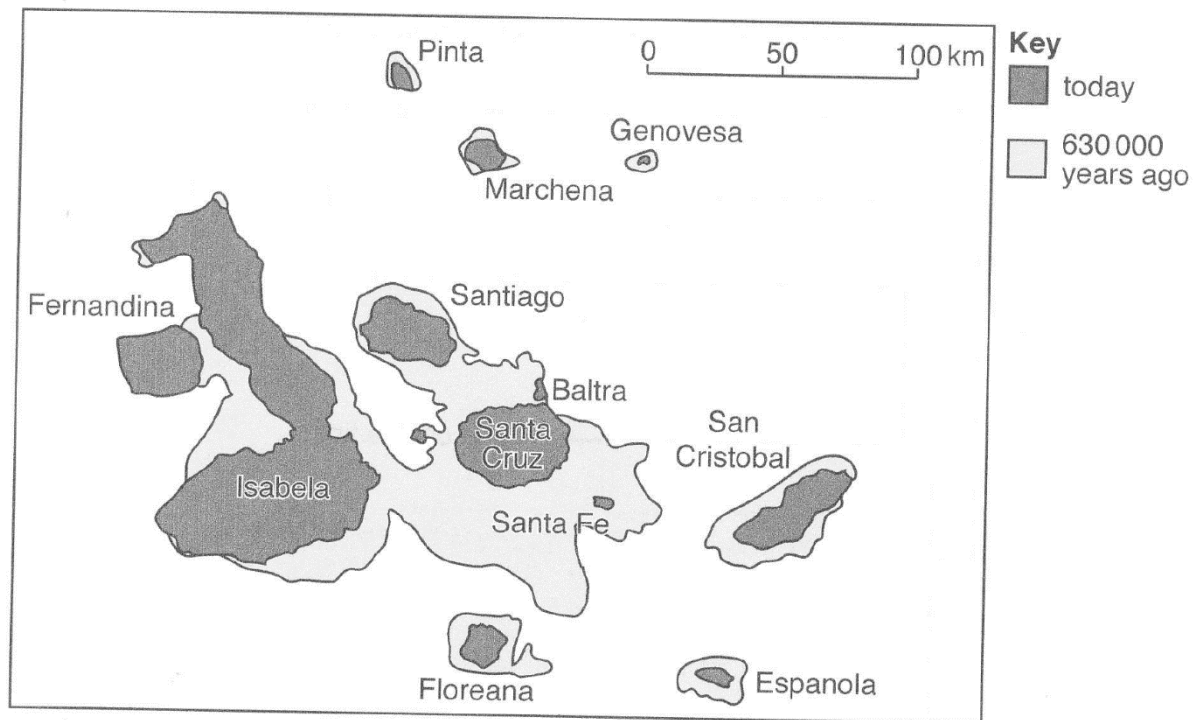 Pinta
0 50 100 km
Key
today
Genovesa
630 000
years ago
Marchena
Santiago
Fernandina
Baltra
San
Cristobal
Santa
Cruz
Isabela
Santa Fe
Floreana
Espanola